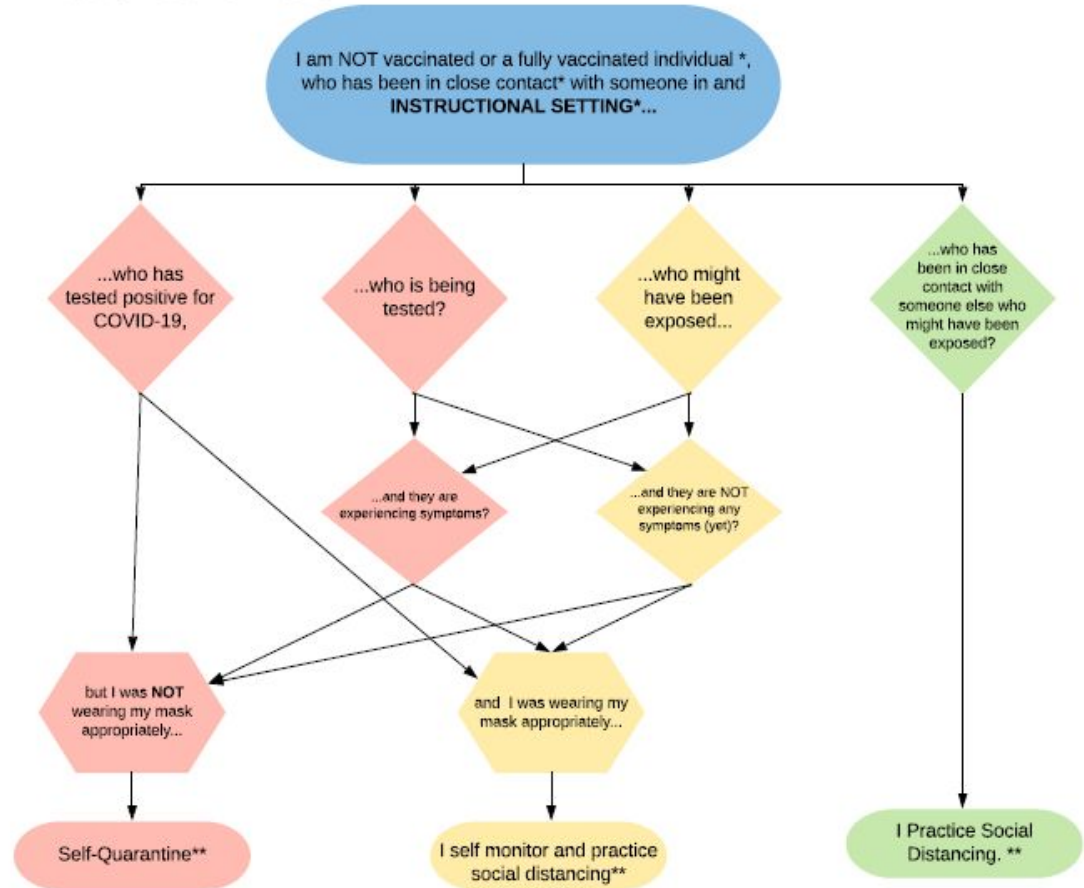 I am NOT vaccinated or a fully vaccinated individual *,
who has been in close contact* with someone in and
INSTRUCTIONAL SETTING*...
...who has
tested positive for
COVID-19,
...who is being
tested?
...who might
have been
exposed...
...who has
been in close
contact with
someone else who
might have been
exposed?
...and they are
experiencing symptoms?
...and they are NOT
experiencing any
symptoms (yet)?
but I was NOT
wearing my mask
appropriately...
and I was wearing my
mask appropriately...
Self-Quarantine**
I self monitor and practice
social distancing**
I Practice Social
Distancing. **